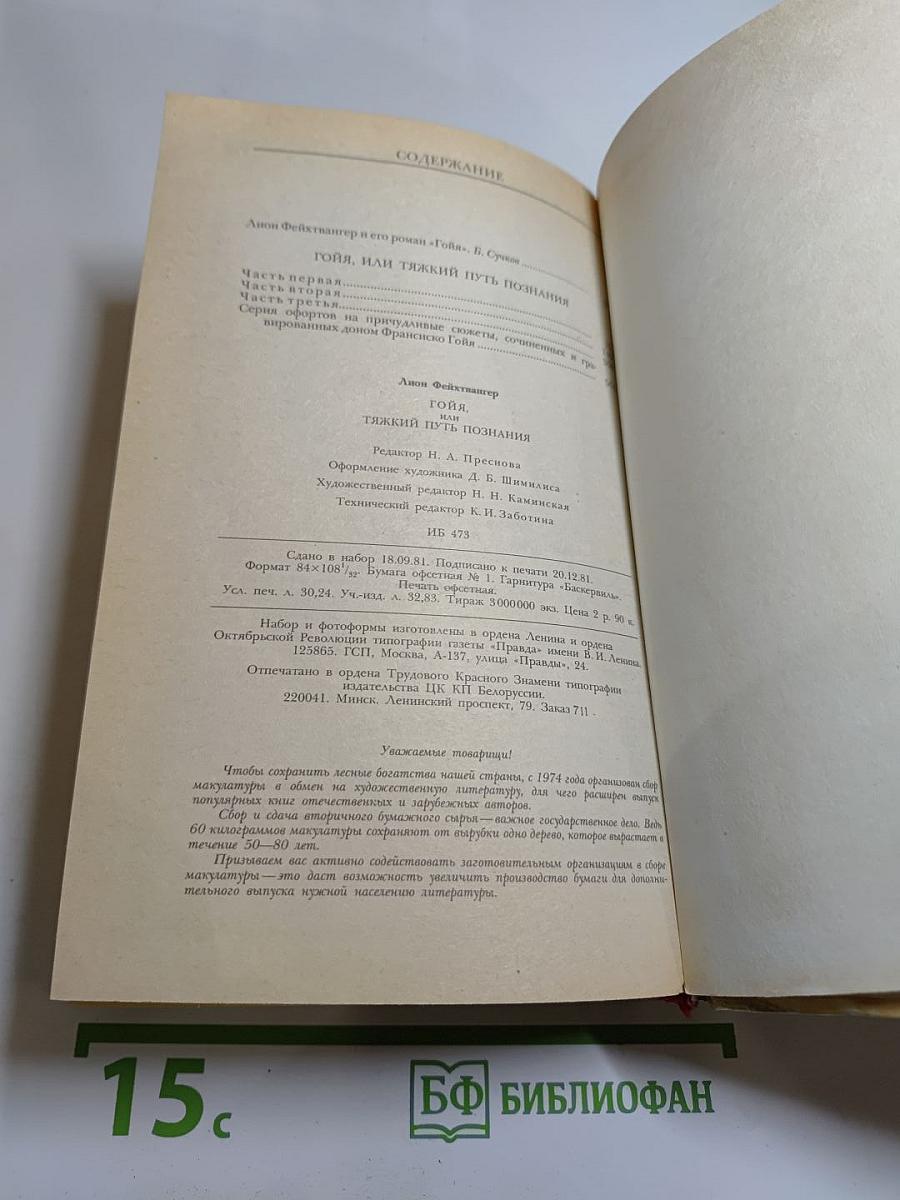 СОДЕРЖАНИЕ
Лион Фейхтвангер и его роман «Гойя». Б. Сучков
ГОЙЯ, ИЛИ ТЯЖКИЙ ПУТЬ ПОЗНАНИЯ
Часть первая
Часть вторая
Часть третья
Серия офортов на причудливые сюжеты, сочиненных и гра-
вированных доном Франсиско Гойя
Лион Фейхтвангер
ГОЙЯ,
ИЛИ
ТЯЖКИЙ ПУТЬ ПОЗНАНИЯ
Редактор Н. А. Преснова
Оформление художника Д. Б. Шимилиса
Художественный редактор Н. Н. Каминская
Технический редактор К. И. Заботина
ИБ 473
Сдано в набор 18.09.81. Подписано к печати 20.12.81.
Формат 84×108¹/₃₂. Бумага офсетная № 1. Гарнитура «Баскервиль».
Печать офсетная.
Усл. печ. л. 30,24. Уч.-изд. л. 32,83. Тираж 3 000 000 экз. Цена 2 р. 90 к.
Набор и фотоформы изготовлены в ордена Ленина и ордена
Октябрьской Революции типографии газеты «Правда» имени В. И. Ленина.
125865. ГСП, Москва, А-137, улица «Правды», 24.
Отпечатано в ордена Трудового Красного Знамени типографии
издательства ЦК КП Белоруссии.
220041. Минск. Ленинский проспект, 79. Заказ 711.
Уважаемые товарищи!
Чтобы сохранить лесные богатства нашей страны, с 1974 года организован сбор
макулатуры в обмен на художественную литературу, для чего расширен выпуск
популярных книг отечественных и зарубежных авторов.
Сбор и сдача вторичного бумажного сырья — важное государственное дело. Ведь
60 килограммов макулатуры сохраняют от вырубки одно дерево, которое вырастает в
течение 50—80 лет.
Призываем вас активно содействовать заготовительным организациям в сборе
макулатуры — это даст возможность увеличить производство бумаги для дополни-
тельного выпуска нужной населению литературы.
15 с
БФ БИБЛИОФАН